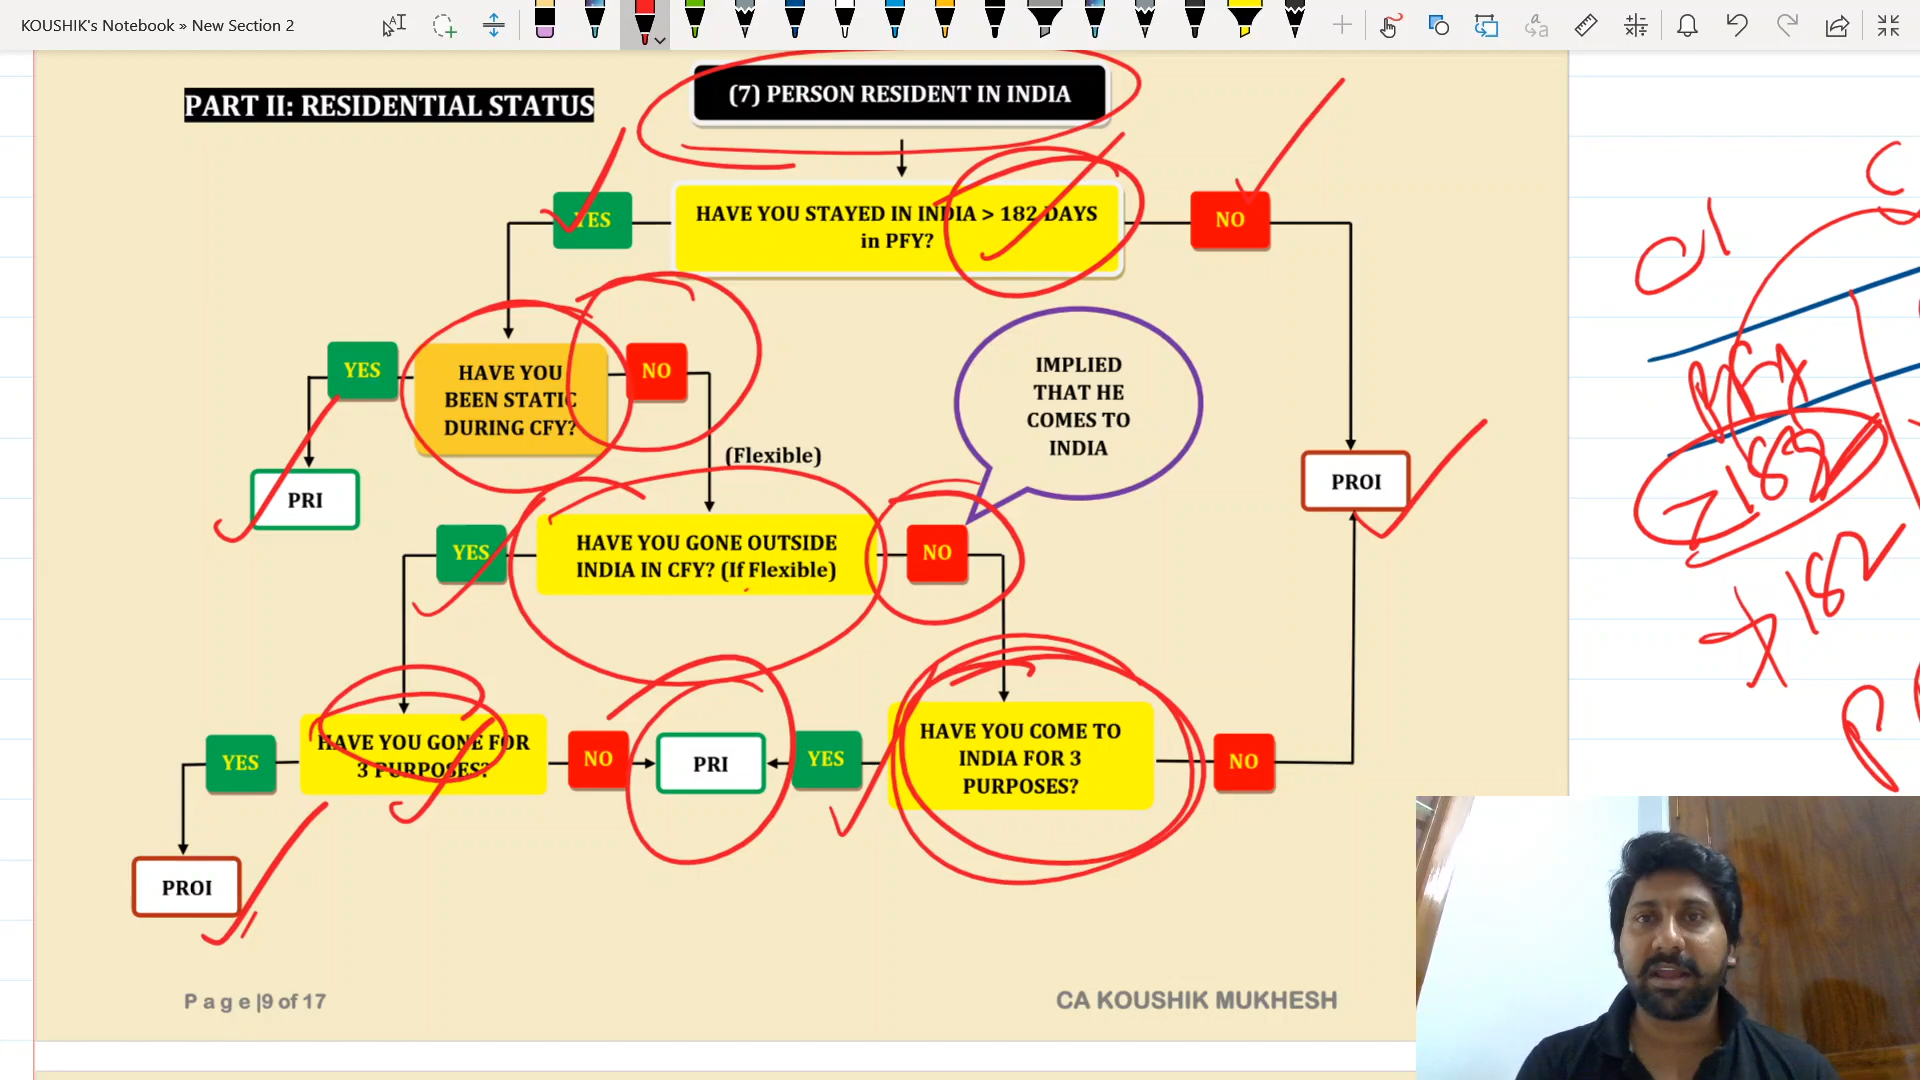 KOUSHIK's Notebook » New Section 2
PART II: RESIDENTIAL STATUS
(7) PERSON RESIDENT IN INDIA
YES
HAVE YOU STAYED IN INDIA > 182 DAYS
in PFY?
NO
YES
HAVE YOU
BEEN STATIC
DURING CFY?
NO
IMPLIED
THAT HE
COMES TO
INDIA
(Flexible)
PRI
PROI
YES
HAVE YOU GONE OUTSIDE
INDIA IN CFY? (If Flexible)
NO
YES
HAVE YOU GONE FOR
3 PURPOSES?
NO
PRI
YES
HAVE YOU COME TO
INDIA FOR 3
PURPOSES?
NO
PROI
182
Page |9 of 17
CA KOUSHIK MUKHESH